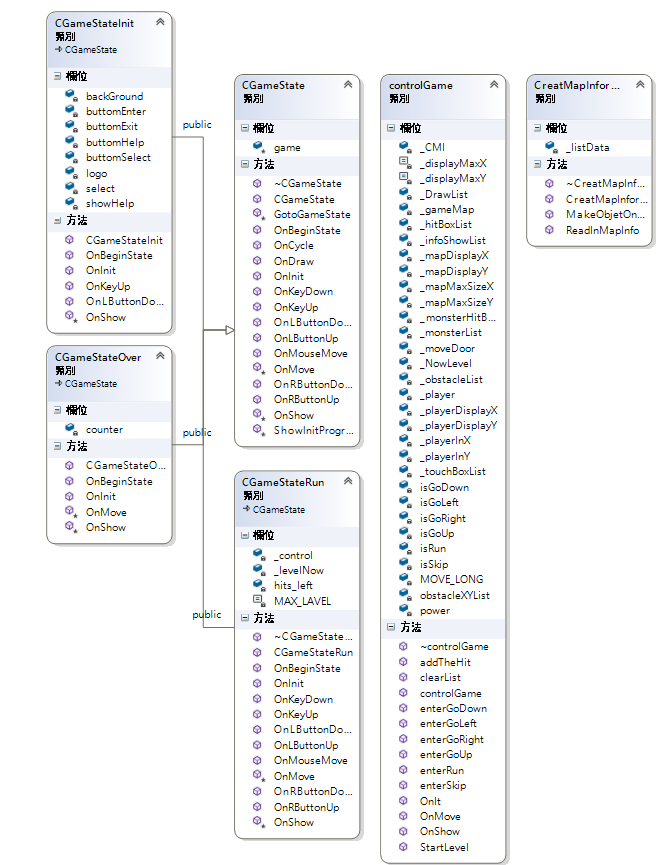 CGameStateInit
類別
CGameState
欄位
backGround
buttomEnter
buttomExit
buttomHelp
buttomSelect
logo
select
showHelp
方法
CGameStateInit
OnBeginState
OnInit
OnKeyUp
OnLButtonDo...
OnShow
CGameStateOver
類別
CGameState
欄位
counter
方法
CGameStateO...
OnBeginState
OnInit
OnMove
OnShow
public
public
public
CGameState
類別
欄位
game
方法
~CGameState
CGameState
GotoGameState
OnBeginState
OnCycle
OnDraw
OnInit
OnKeyDown
OnKeyUp
OnLButtonDo...
OnLButtonUp
OnMouseMove
OnMove
OnRButtonDo...
OnRButtonUp
OnShow
ShowInitProgr...
CGameStateRun
類別
CGameState
欄位
_control
_levelNow
hits_left
MAX_LAVEL
方法
~CGameState...
CGameStateRun
OnBeginState
OnInit
OnKeyDown
OnKeyUp
OnLButtonDo...
OnLButtonUp
OnMouseMove
OnMove
OnRButtonDo...
OnRButtonUp
OnShow
controlGame
類別
欄位
_CMI
_displayMaxX
_displayMaxY
_DrawList
_gameMap
_hitBoxList
_infoShowList
_mapDisplayX
_mapDisplayY
_mapMaxSizeX
_mapMaxSizeY
_monsterHitB...
_monsterList
_moveDoor
_NowLevel
_obstacleList
_player
_playerDisplayX
_playerDisplayY
_playerInX
_playerInY
_touchBoxList
isGoDown
isGoLeft
isGoRight
isGoUp
isRun
isSkip
MOVE_LONG
obstacleXYList
power
方法
~controlGame
addTheHit
clearList
controlGame
enterGoDown
enterGoLeft
enterGoRight
enterGoUp
enterRun
enterSkip
OnIt
OnMove
OnShow
StartLevel
CreatMapInfor...
類別
欄位
_listData
方法
~CreatMapInf...
CreatMapInfor...
MakeObjetOn...
ReadInMapInfo